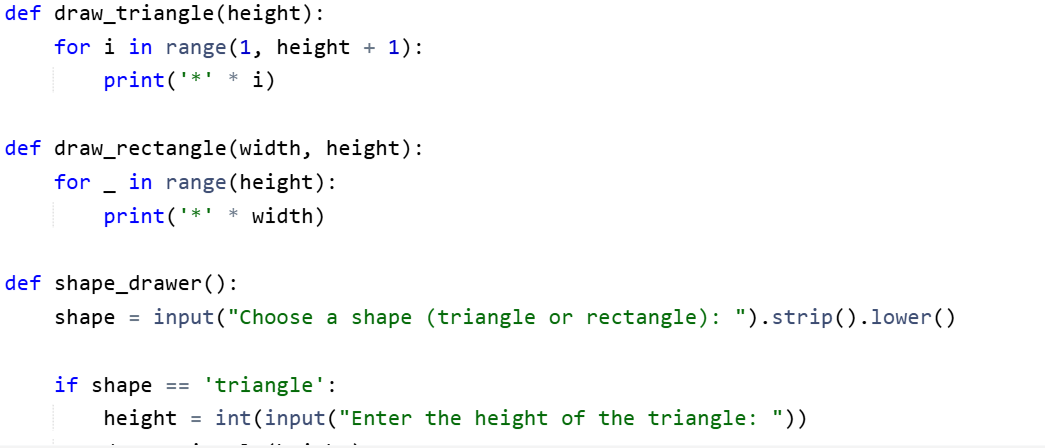 def draw_triangle(height):
    for i in range(1, height + 1):
        print('*' * i)

def draw_rectangle(width, height):
    for _ in range(height):
        print('*' * width)

def shape_drawer():
    shape = input("Choose a shape (triangle or rectangle): ").strip().lower()

    if shape == 'triangle':
        height = int(input("Enter the height of the triangle: "))